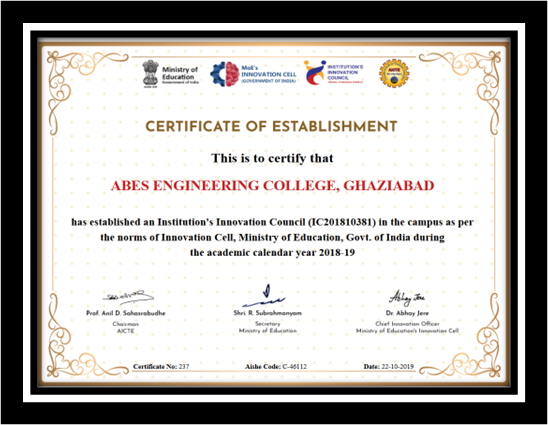 Ministry of
Education
Government of India
MoE's
INNOVATION CELL
(GOVERNMENT OF INDIA)
INSTITUTION'S
INNOVATION
COUNCIL
CERTIFICATE OF ESTABLISHMENT
This is to certify that
ABES ENGINEERING COLLEGE, GHAZIABAD
has established an Institution's Innovation Council (IC201810381) in the campus as per
the norms of Innovation Cell, Ministry of Education, Govt. of India during
the academic calendar year 2018-19
Abhay Jere
Prof. Anil D. Sahasrabudhe
Chairman
AICTE
Shri. R. Subrahmanyam
Secretary
Ministry of Education
Dr. Abhay Jere
Chief Innovation Officer
Ministry of Education's Innovation Cell
Certificate No: 237
Aishe Code: C-46112
Date: 22-10-2019